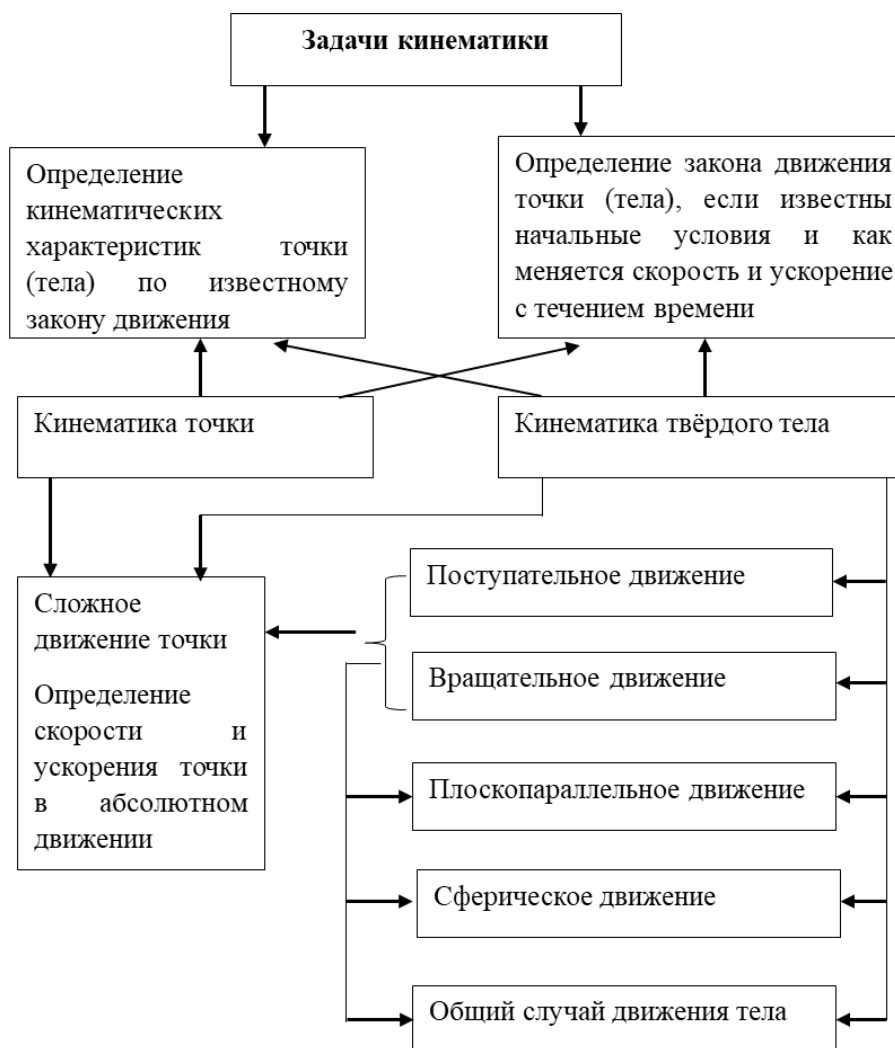 Задачи кинематики
Определение
кинематических
характеристик точки
(тела) по известному
закону движения
Определение закона движения
точки (тела), если известны
начальные условия и как
меняется скорость и ускорение
с течением времени
Кинематика точки
Кинематика твёрдого тела
Сложное
движение точки
Определение
скорости и
ускорения точки
в абсолютном
движении
Поступательное движение
Вращательное движение
Плоскопараллельное движение
Сферическое движение
Общий случай движения тела